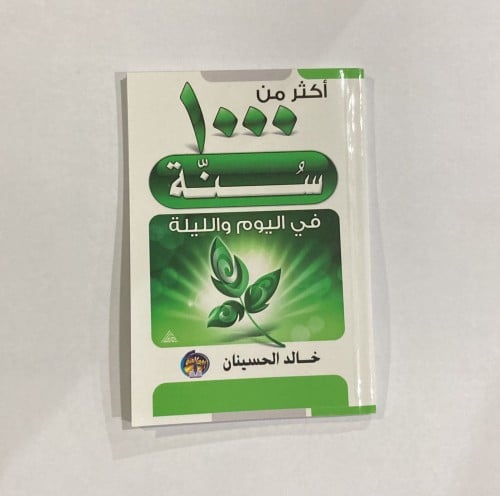 أكثر من
١٠٠٠
سُنّة
في اليوم والليلة
خالد الحسينان